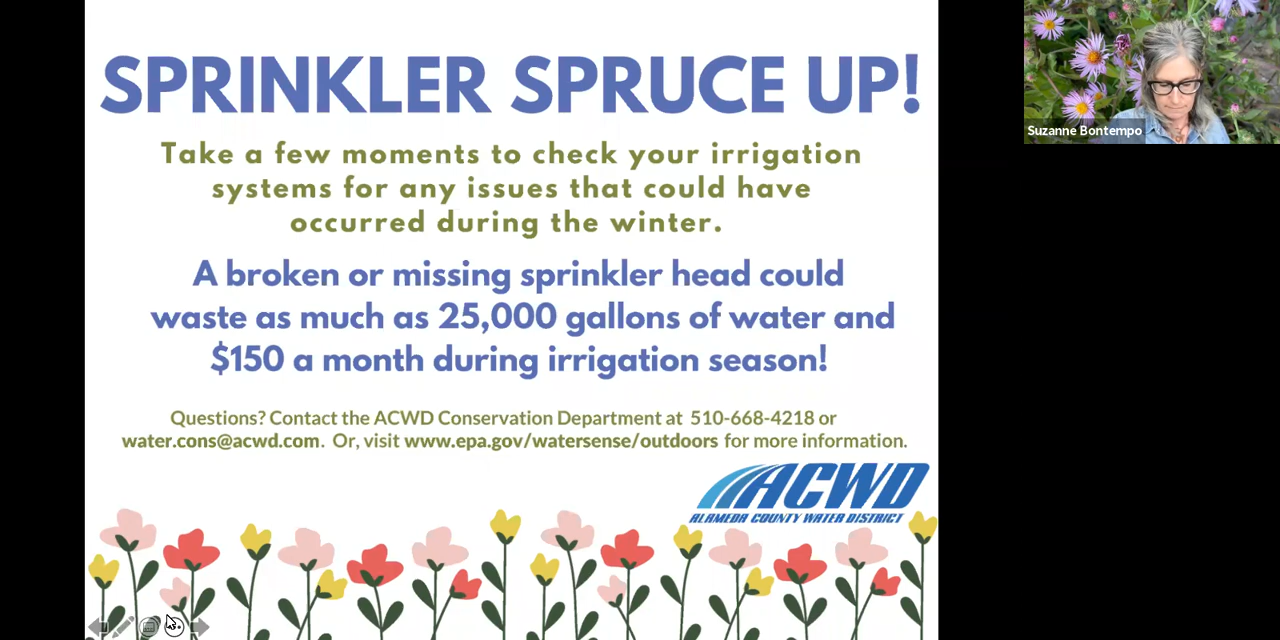 SPRINKLER SPRUCE UP!
Take a few moments to check your irrigation
systems for any issues that could have
occurred during the winter.
A broken or missing sprinkler head could
waste as much as 25,000 gallons of water and
$150 a month during irrigation season!
Questions? Contact the ACWD Conservation Department at 510-668-4218 or
water.cons@acwd.com. Or, visit www.epa.gov/watersense/outdoors for more information.
ACWD
ALAMEDA COUNTY WATER DISTRICT
Suzanne Bontempo